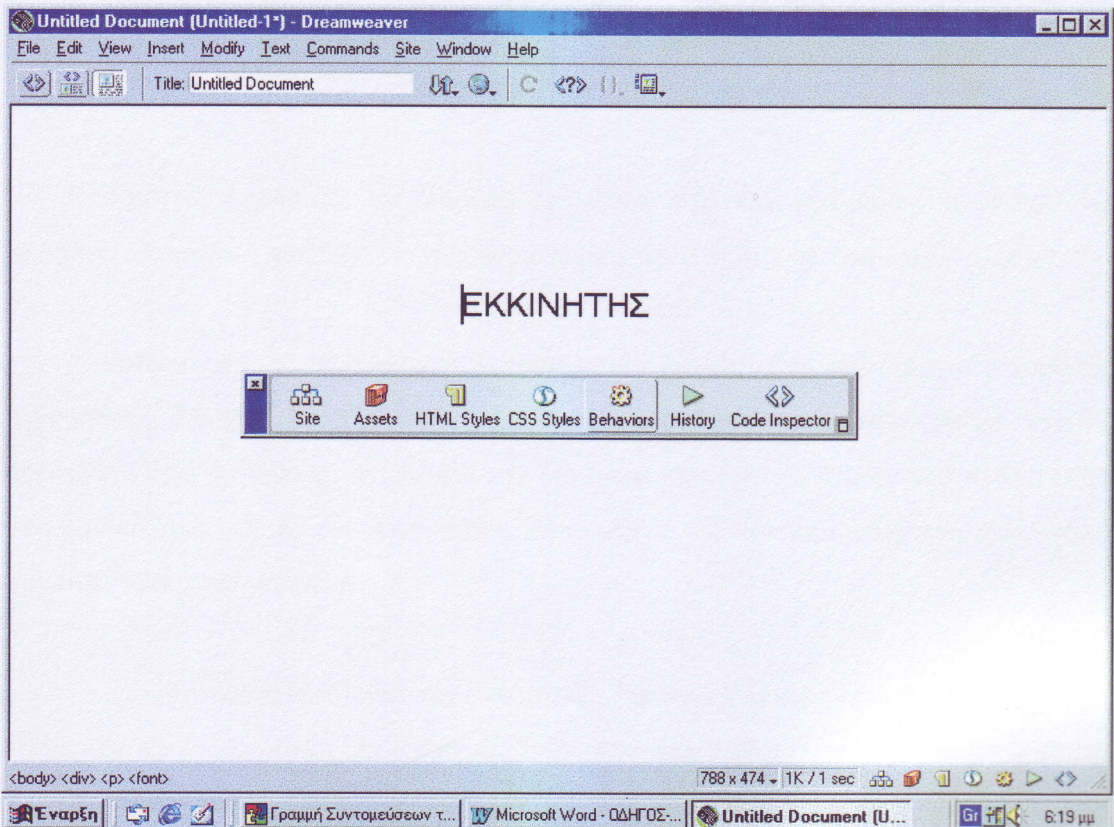 Untitled Document (Untitled-1*) - Dreamweaver
File Edit View Insert Modify Text Commands Site Window Help
Title: Untitled Document
ΕΚΚΙΝΗΤΗΣ
Site Assets HTML Styles CSS Styles Behaviors History Code Inspector
<body> <div> <p> <font> 788 x 474 1K / 1 sec
Έναρξη Γραμμή Συντομεύσεων τ... Microsoft Word - ΟΔΗΓΟΣ-... Untitled Document (U... Gr 6:19 μμ